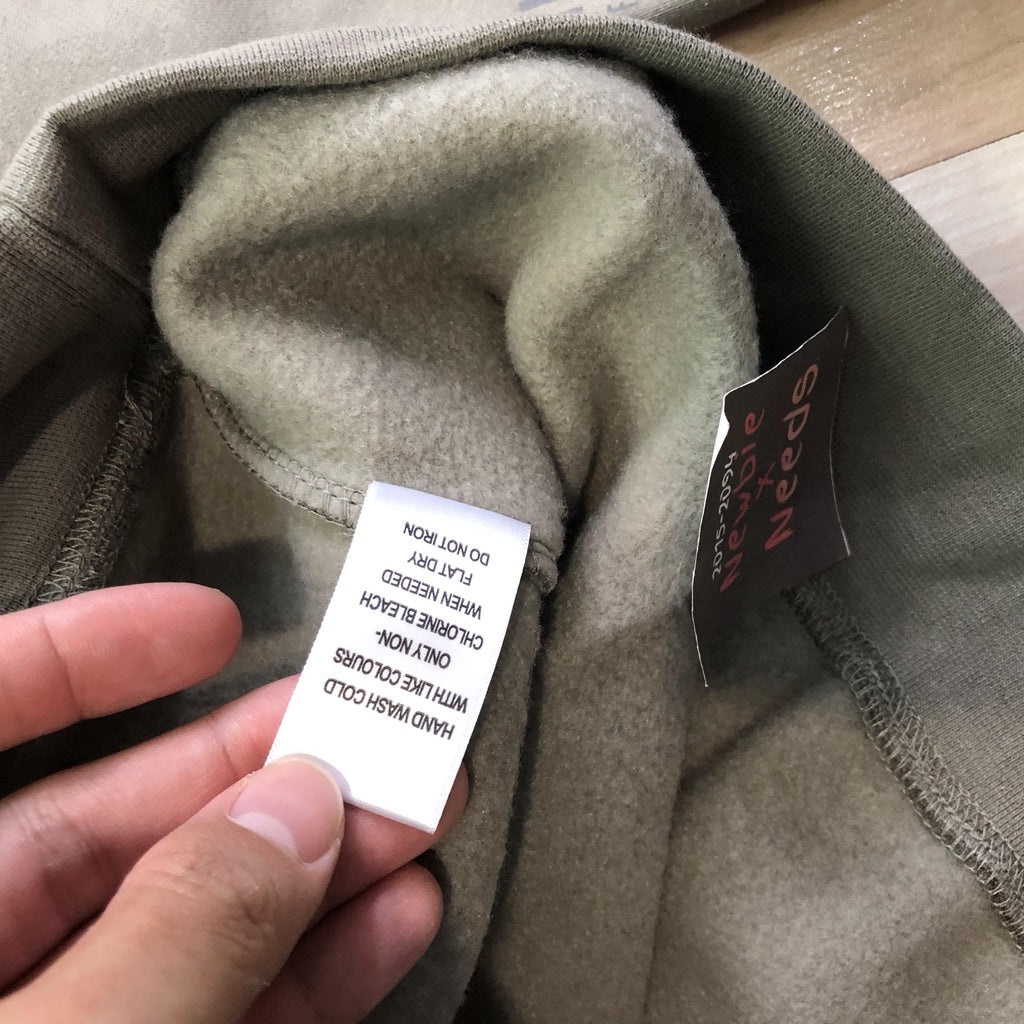 HAND WASH COLD
WITH LIKE COLOURS
ONLY NON-
CHLORINE BLEACH
WHEN NEEDED
FLAT DRY
DO NOT IRON
2015-2094
Newbie
x
Needs